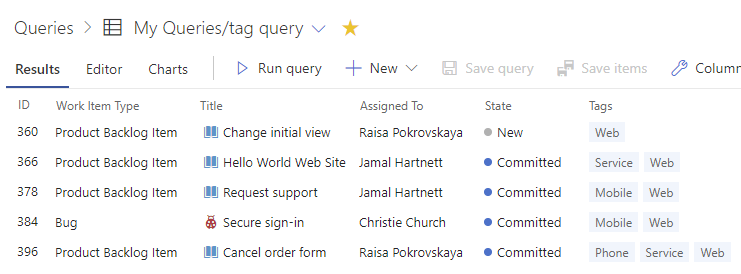 Queries > My Queries/tag query
Results Editor Charts Run query New Save query Save items Column
ID Work Item Type Title Assigned To State Tags
360 Product Backlog Item Change initial view Raisa Pokrovskaya New Web
366 Product Backlog Item Hello World Web Site Jamal Hartnett Committed Service Web
378 Product Backlog Item Request support Jamal Hartnett Committed Mobile Web
384 Bug Secure sign-in Christie Church Committed Mobile Web
396 Product Backlog Item Cancel order form Raisa Pokrovskaya Committed Phone Service Web